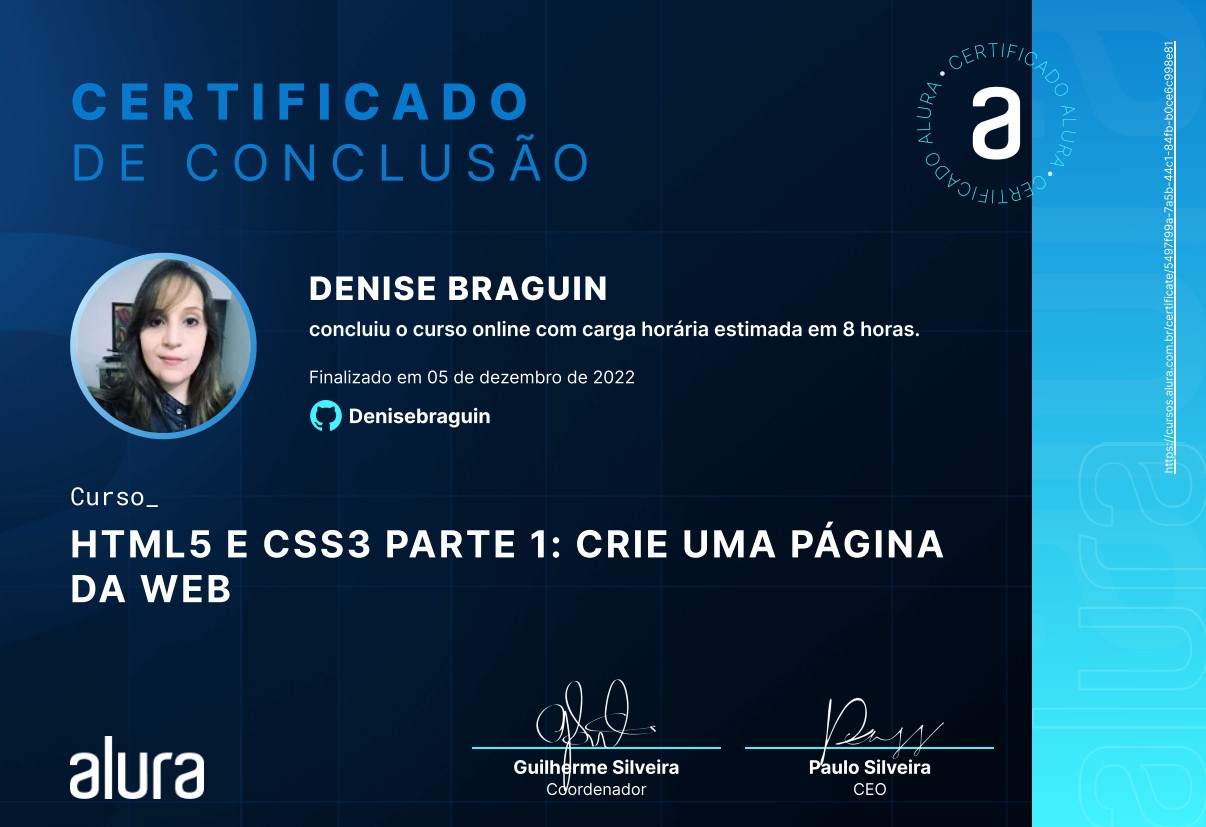 CERTIFICADO
DE CONCLUSÃO
CERTIFICADO ALURA • CERTIFICADO ALURA •
a
DENISE BRAGUIN
concluiu o curso online com carga horária estimada em 8 horas.
Finalizado em 05 de dezembro de 2022
Denisebraguin
Curso_
HTML5 E CSS3 PARTE 1: CRIE UMA PÁGINA
DA WEB
alura
Guilherme Silveira
Coordenador
Paulo Silveira
CEO
https://cursos.alura.com.br/certificate/5497f99a-7a5b-44c1-84fb-b0ce6c998e81
alura